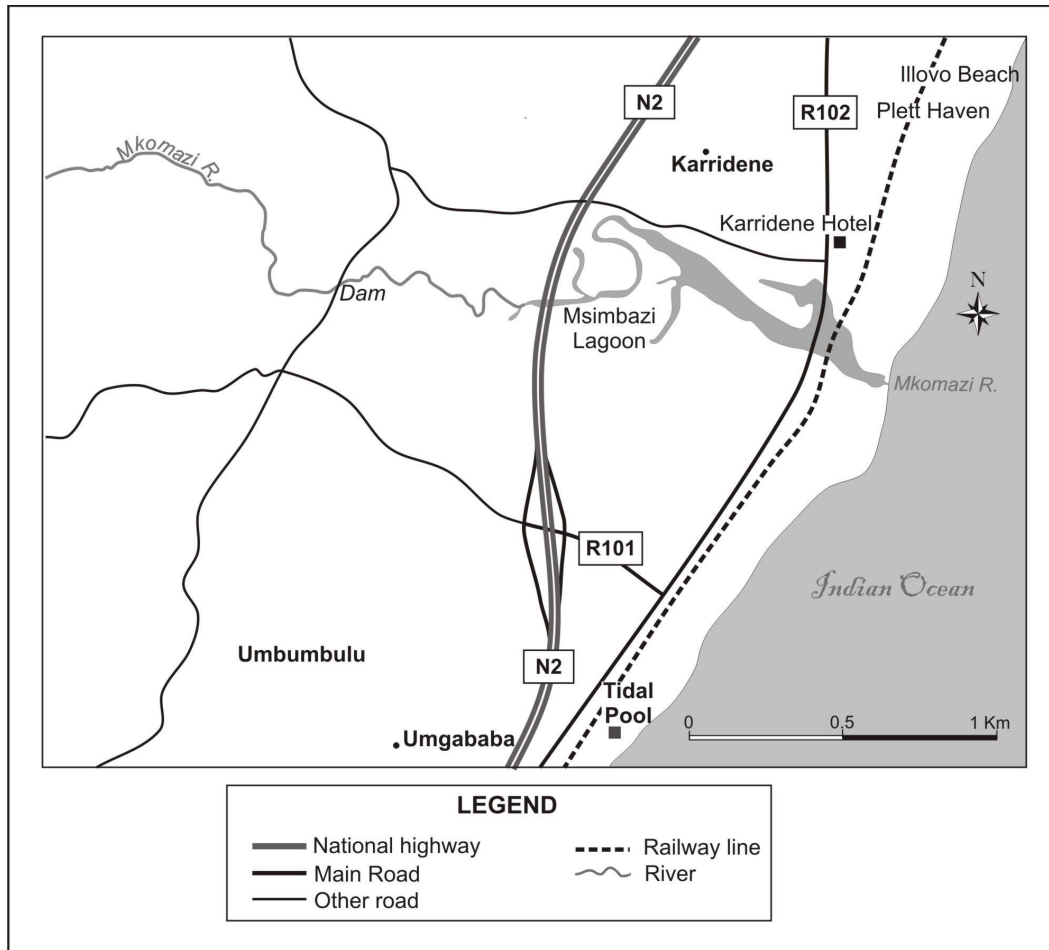 Illovo Beach
N2
R102
Plett Haven
Mkomazi R.
Karridene
Karridene Hotel
N
Dam
Msimbazi
Lagoon
Mkomazi R.
R101
Indian Ocean
Umbumbulu
N2
Tidal
Pool
0
0,5
1 Km
Umgababa
LEGEND
National highway
Railway line
Main Road
River
Other road